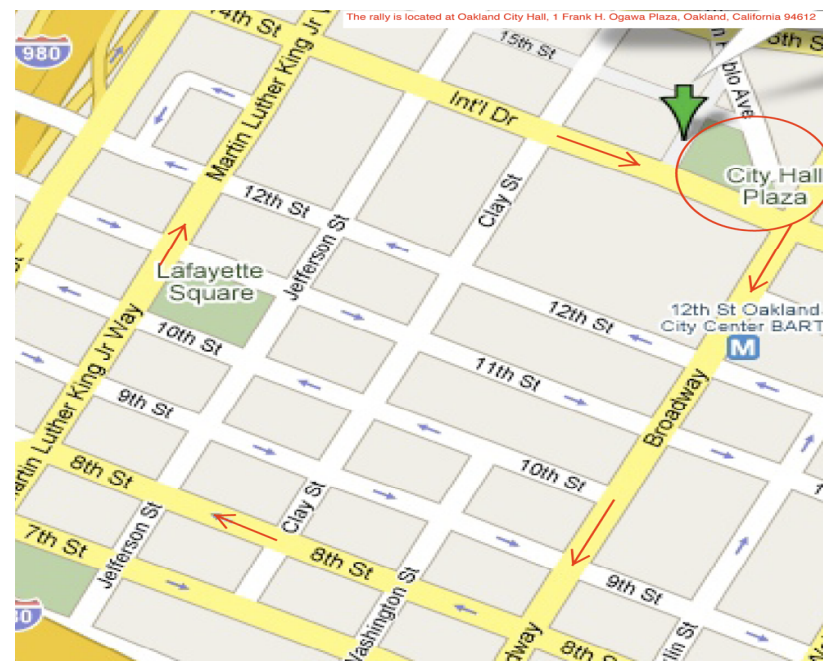 The rally is located at Oakland City Hall, 1 Frank H. Ogawa Plaza, Oakland, California 94612
14th St
15th St
980
Martin Luther King Jr
Int'l Dr
City Hall
Plaza
12th St
Clay St
Jefferson St
Lafayette
Square
12th St Oakland
City Center BART
M
12th St
10th St
11th St
Martin Luther King Jr Way
9th St
Broadway
10th St
8th St
Clay St
7th St
Jefferson St
8th St
9th St
Washington St
8th St